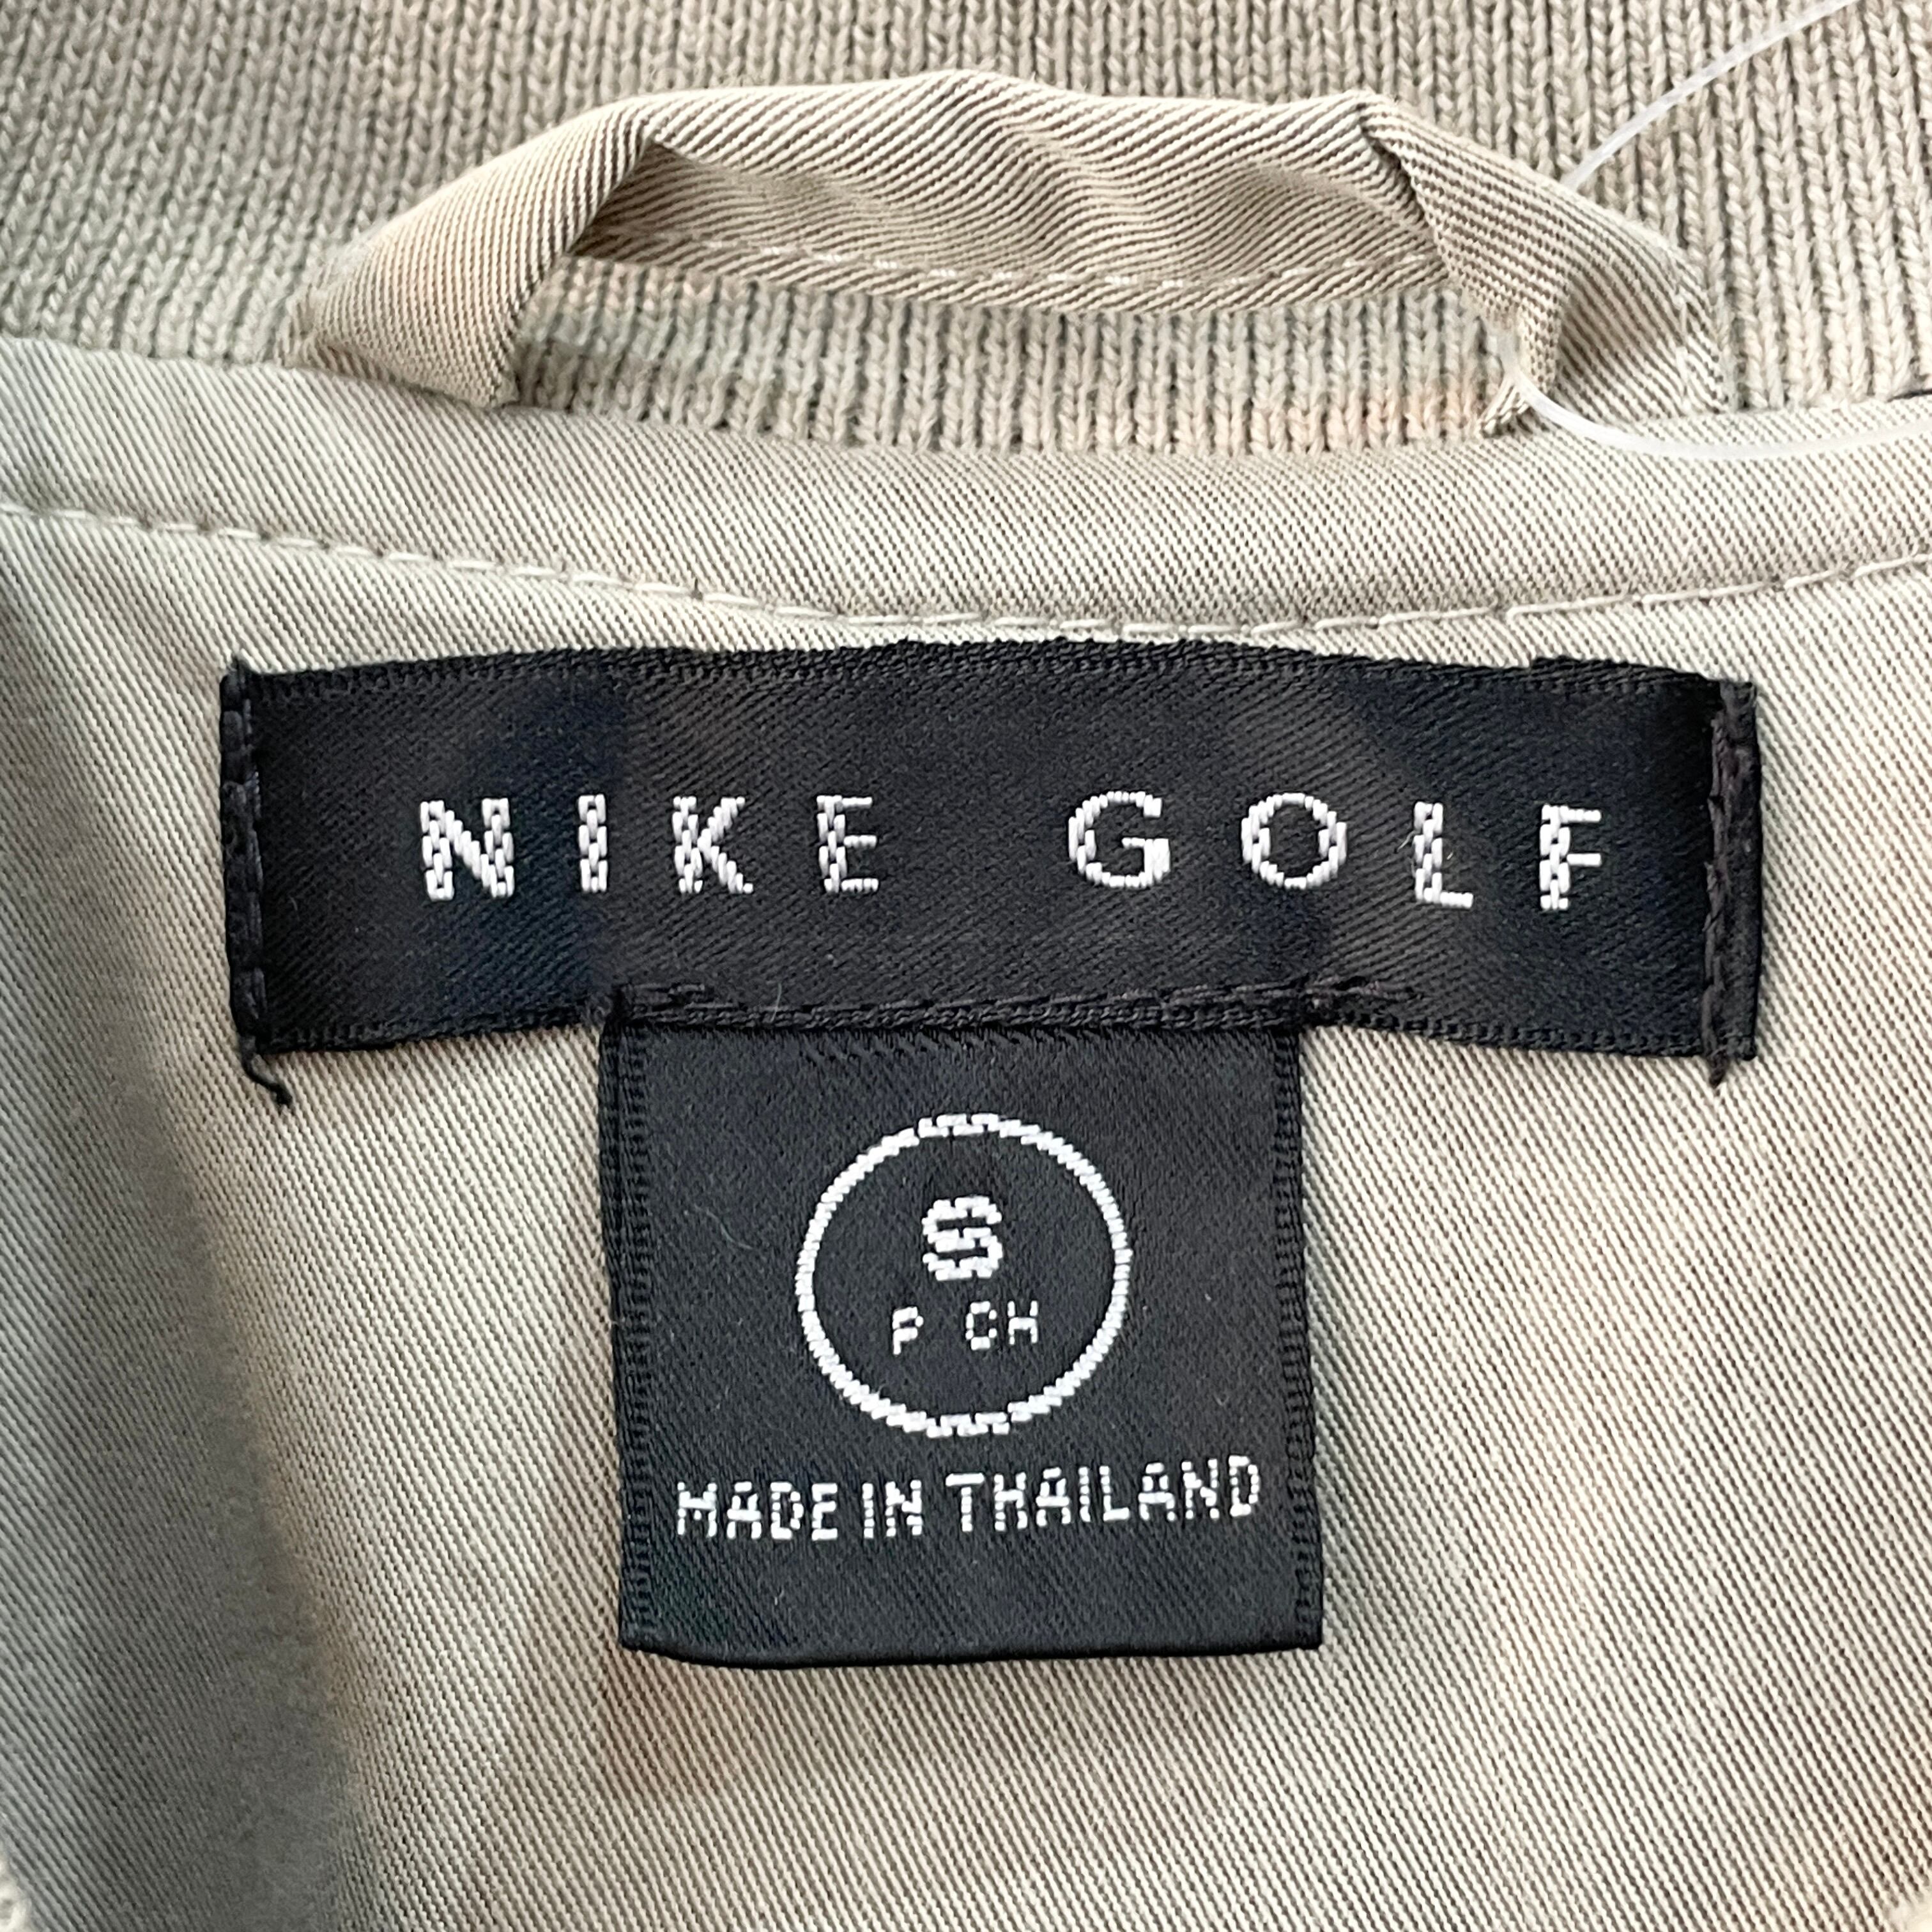 NIKE GOLF
S
P CH
MADE IN THAILAND